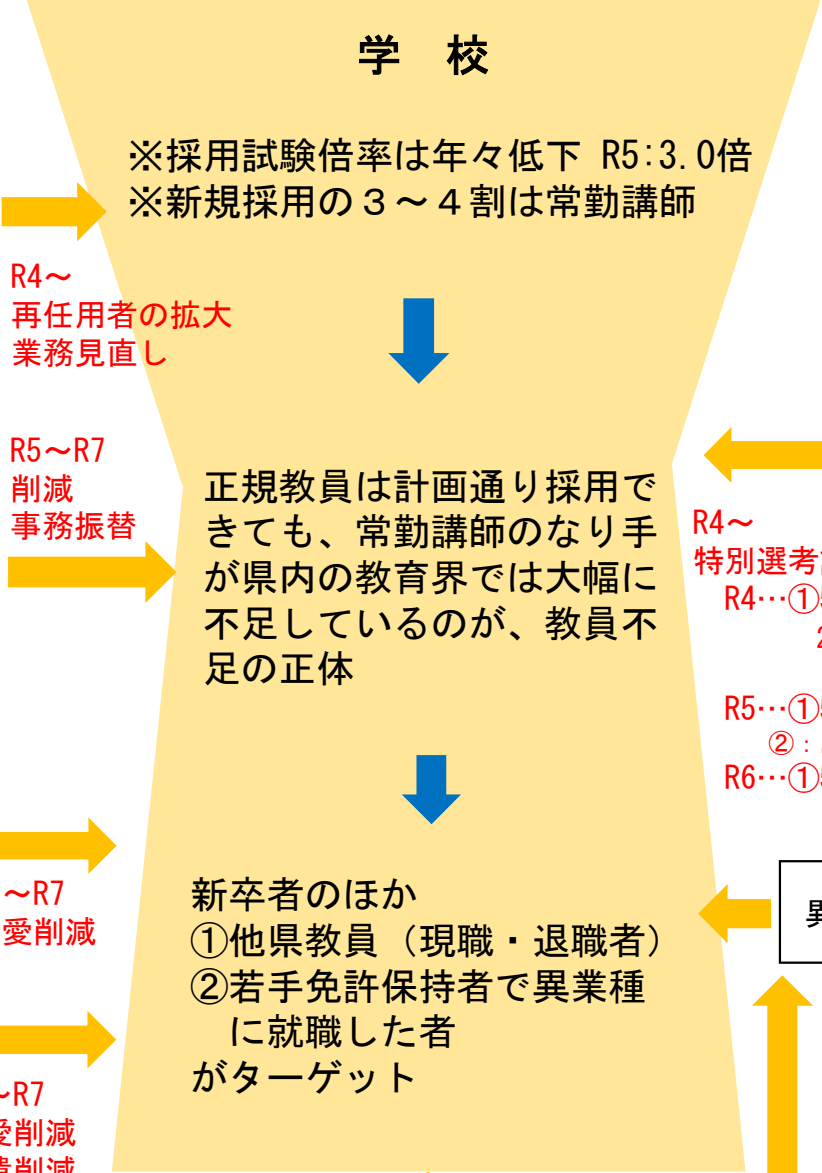 学 校
※採用試験倍率は年々低下 R5:3.0倍
※新規採用の３～４割は常勤講師
R4～
再任用者の拡大
業務見直し
R5～R7
削減
事務振替
正規教員は計画通り採用で
きても、常勤講師のなり手
が県内の教育界では大幅に
不足しているのが、教員不
足の正体
R4～
特別選考
R4…①
R5…①
②：
R6…①
～R7
愛削減
新卒者のほか
①他県教員（現職・退職者）
②若手免許保持者で異業種
に就職した者
がターゲット
異
～R7
愛削減
削減